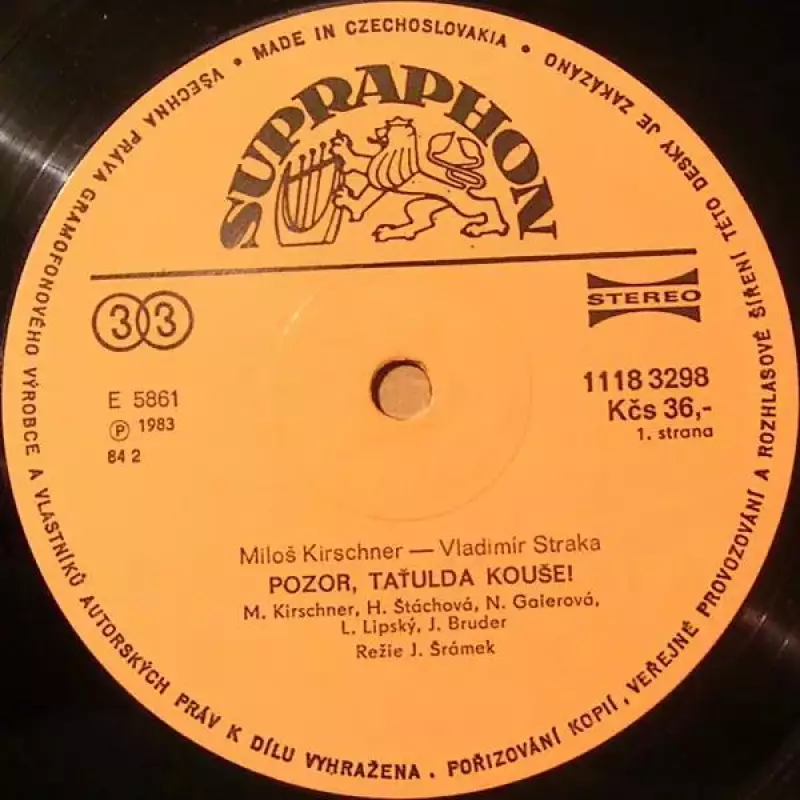 • MADE IN CZECHOSLOVAKIA •
VŠECHNA PRÁVA GRAMOFONOVÉHO VÝROBCE A VLASTNÍKŮ AUTORSKÝCH PRÁV K DÍLU VYHRAŽENA . POŘIZOVÁNÍ KOPIÍ, VEŘEJNÉ PROVOZOVÁNÍ A ROZHLASOVÉ ŠÍŘENÍ TÉTO DESKY JE ZAKÁZÁNO
SUPRAPHON
33
STEREO
E 5861
Ⓟ 1983
84 2
1118 3298
Kčs 36,-
1. strana
Miloš Kirschner — Vladimír Straka
POZOR, TAŤULDA KOUŠE!
M. Kirschner, H. Štáchová, N. Gaierová,
L. Lipský, J. Bruder
Režie J. Šrámek